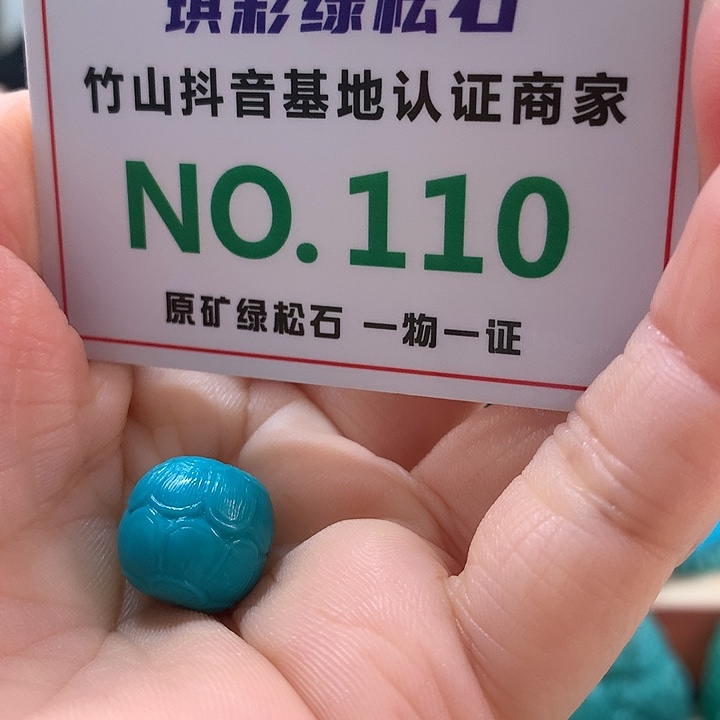 琪彩绿松石
竹山抖音基地认证商家
NO.110
原矿绿松石 一物一证